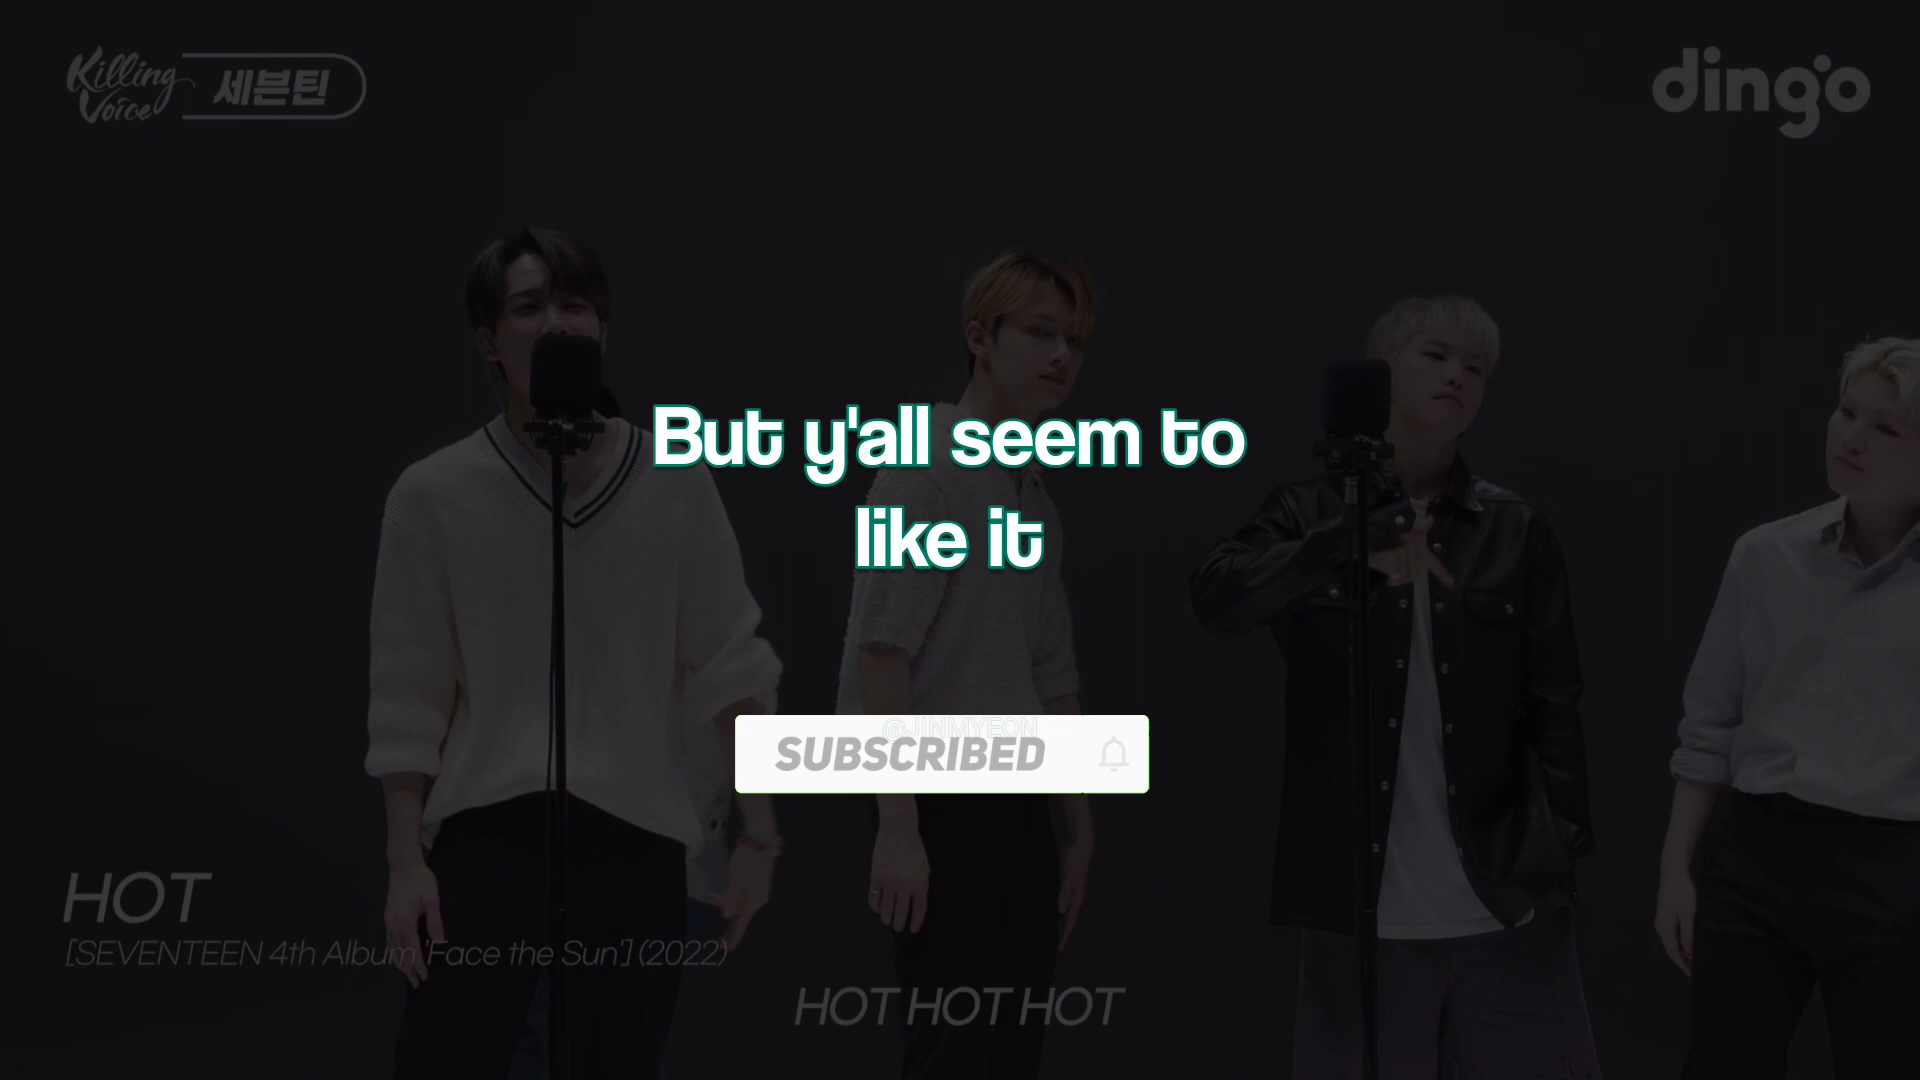 Killing
Voice
세븐틴
dingo
But y'all seem to
like it
@JINMYEON
SUBSCRIBED
HOT
[SEVENTEEN 4th Album 'Face the Sun'] (2022)
HOT HOT HOT